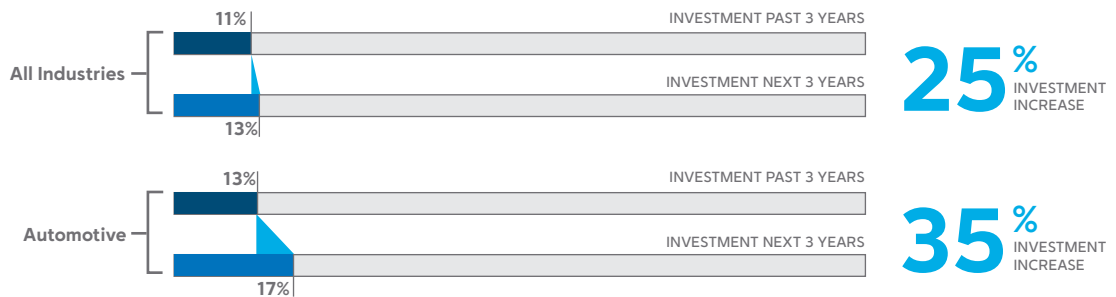 11%
INVESTMENT PAST 3 YEARS
All Industries
INVESTMENT NEXT 3 YEARS
13%
25%
INVESTMENT
INCREASE
13%
INVESTMENT PAST 3 YEARS
Automotive
INVESTMENT NEXT 3 YEARS
17%
35%
INVESTMENT
INCREASE